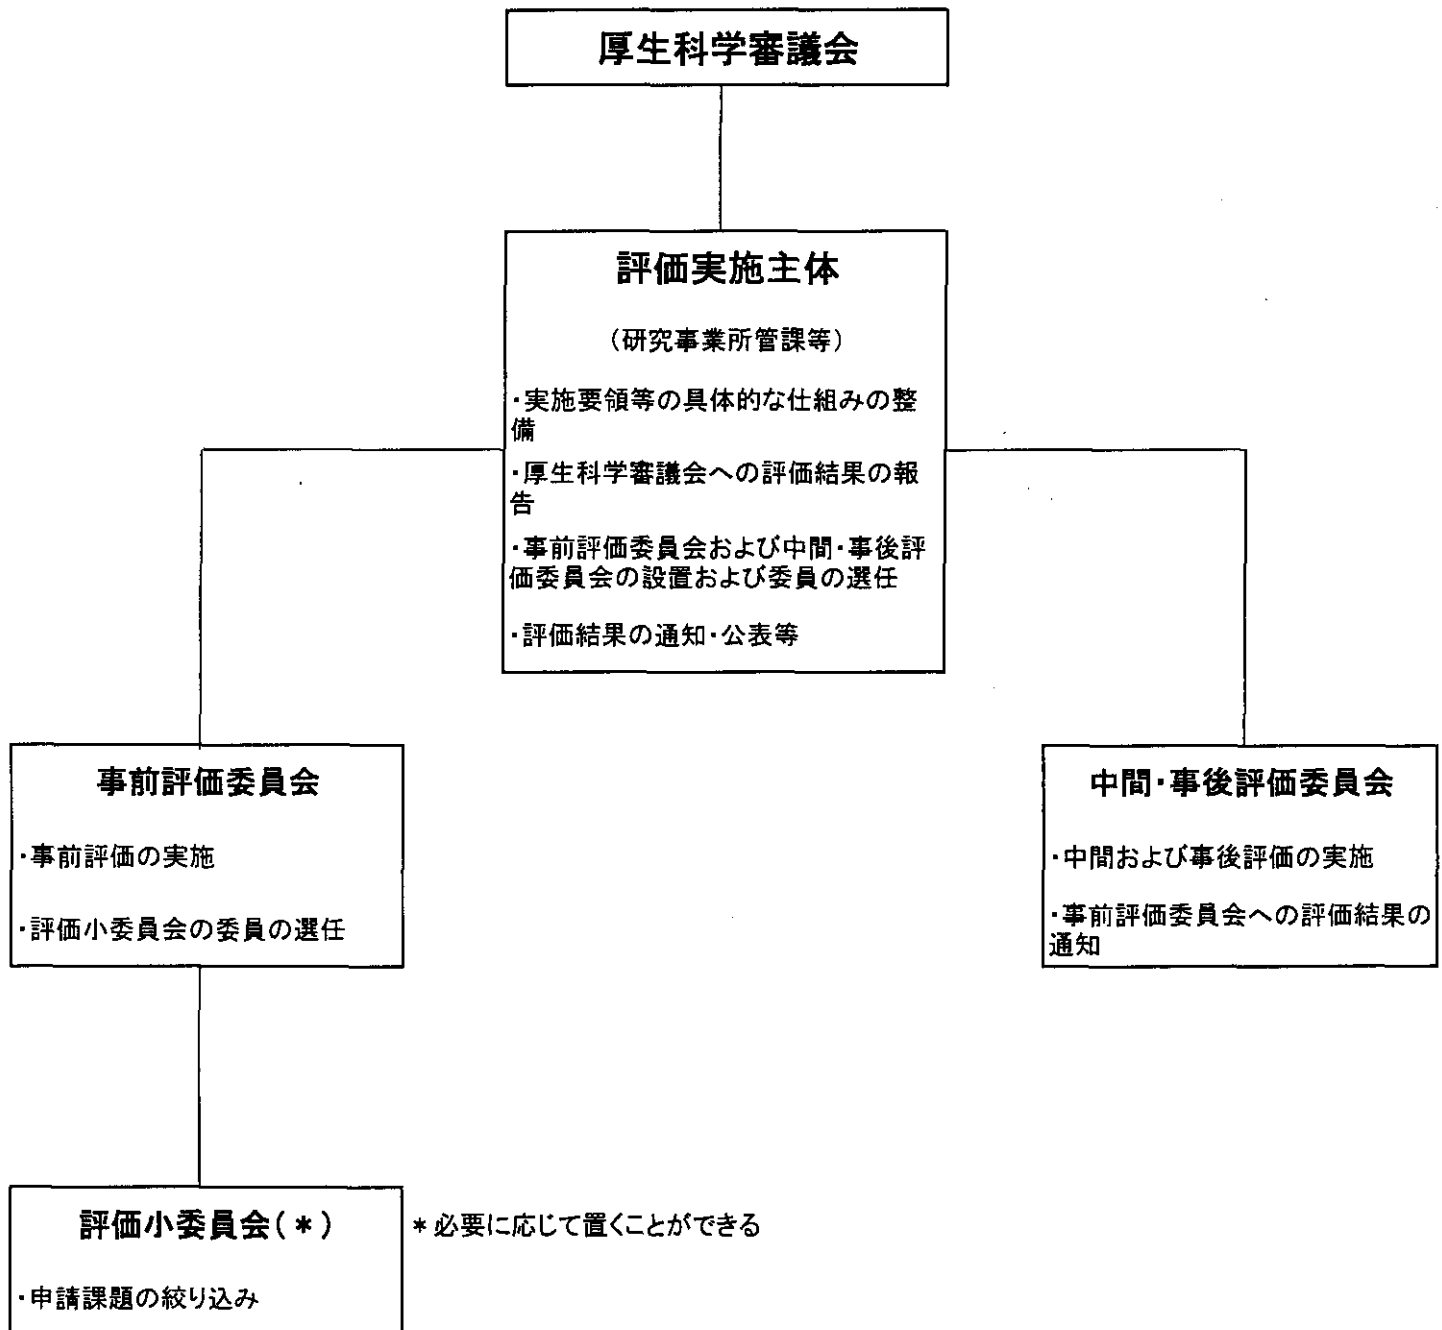 厚生科学審議会
評価実施主体
（研究事業所管課等）
・実施要領等の具体的な仕組みの整
備
・厚生科学審議会への評価結果の報
告
・事前評価委員会および中間・事後評
価委員会の設置および委員の選任
・評価結果の通知・公表等
事前評価委員会
・事前評価の実施
・評価小委員会の委員の選任
中間・事後評価委員会
・中間および事後評価の実施
・事前評価委員会への評価結果の
通知
評価小委員会(＊)
＊必要に応じて置くことができる
・申請課題の絞り込み